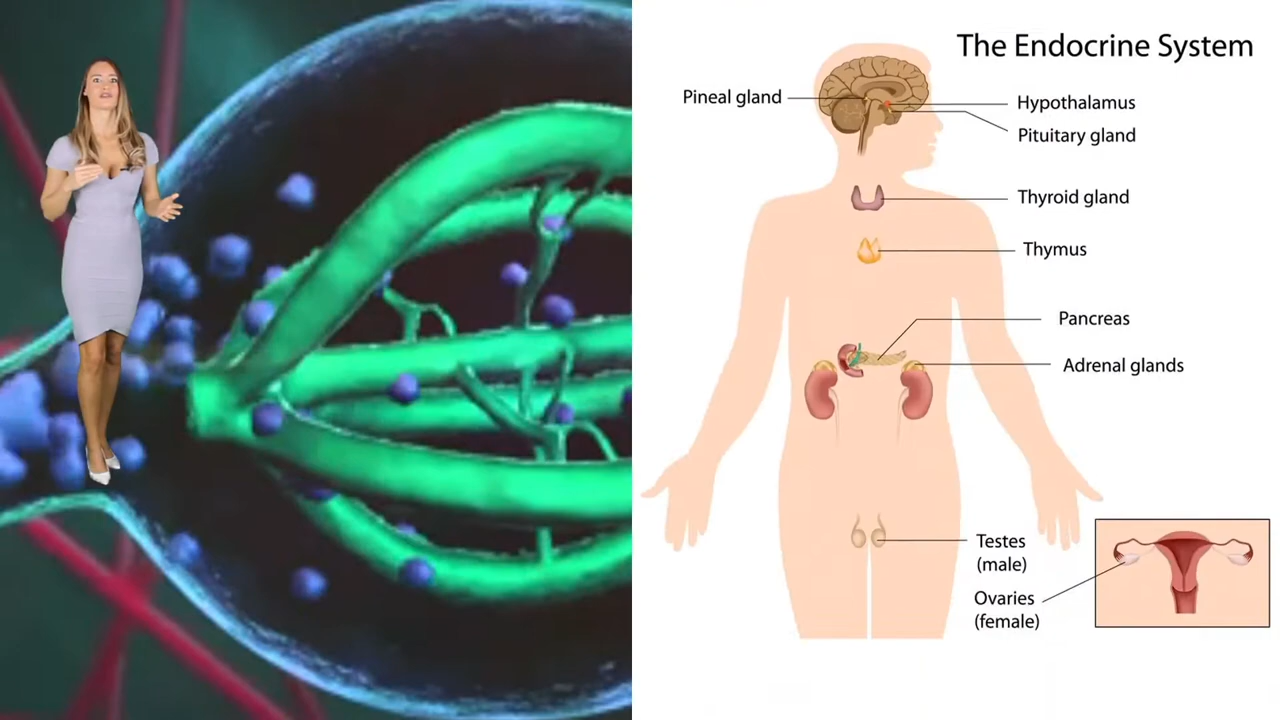 The Endocrine System
Pineal gland
Hypothalamus
Pituitary gland
Thyroid gland
Thymus
Pancreas
Adrenal glands
Testes
(male)
Ovaries
(female)